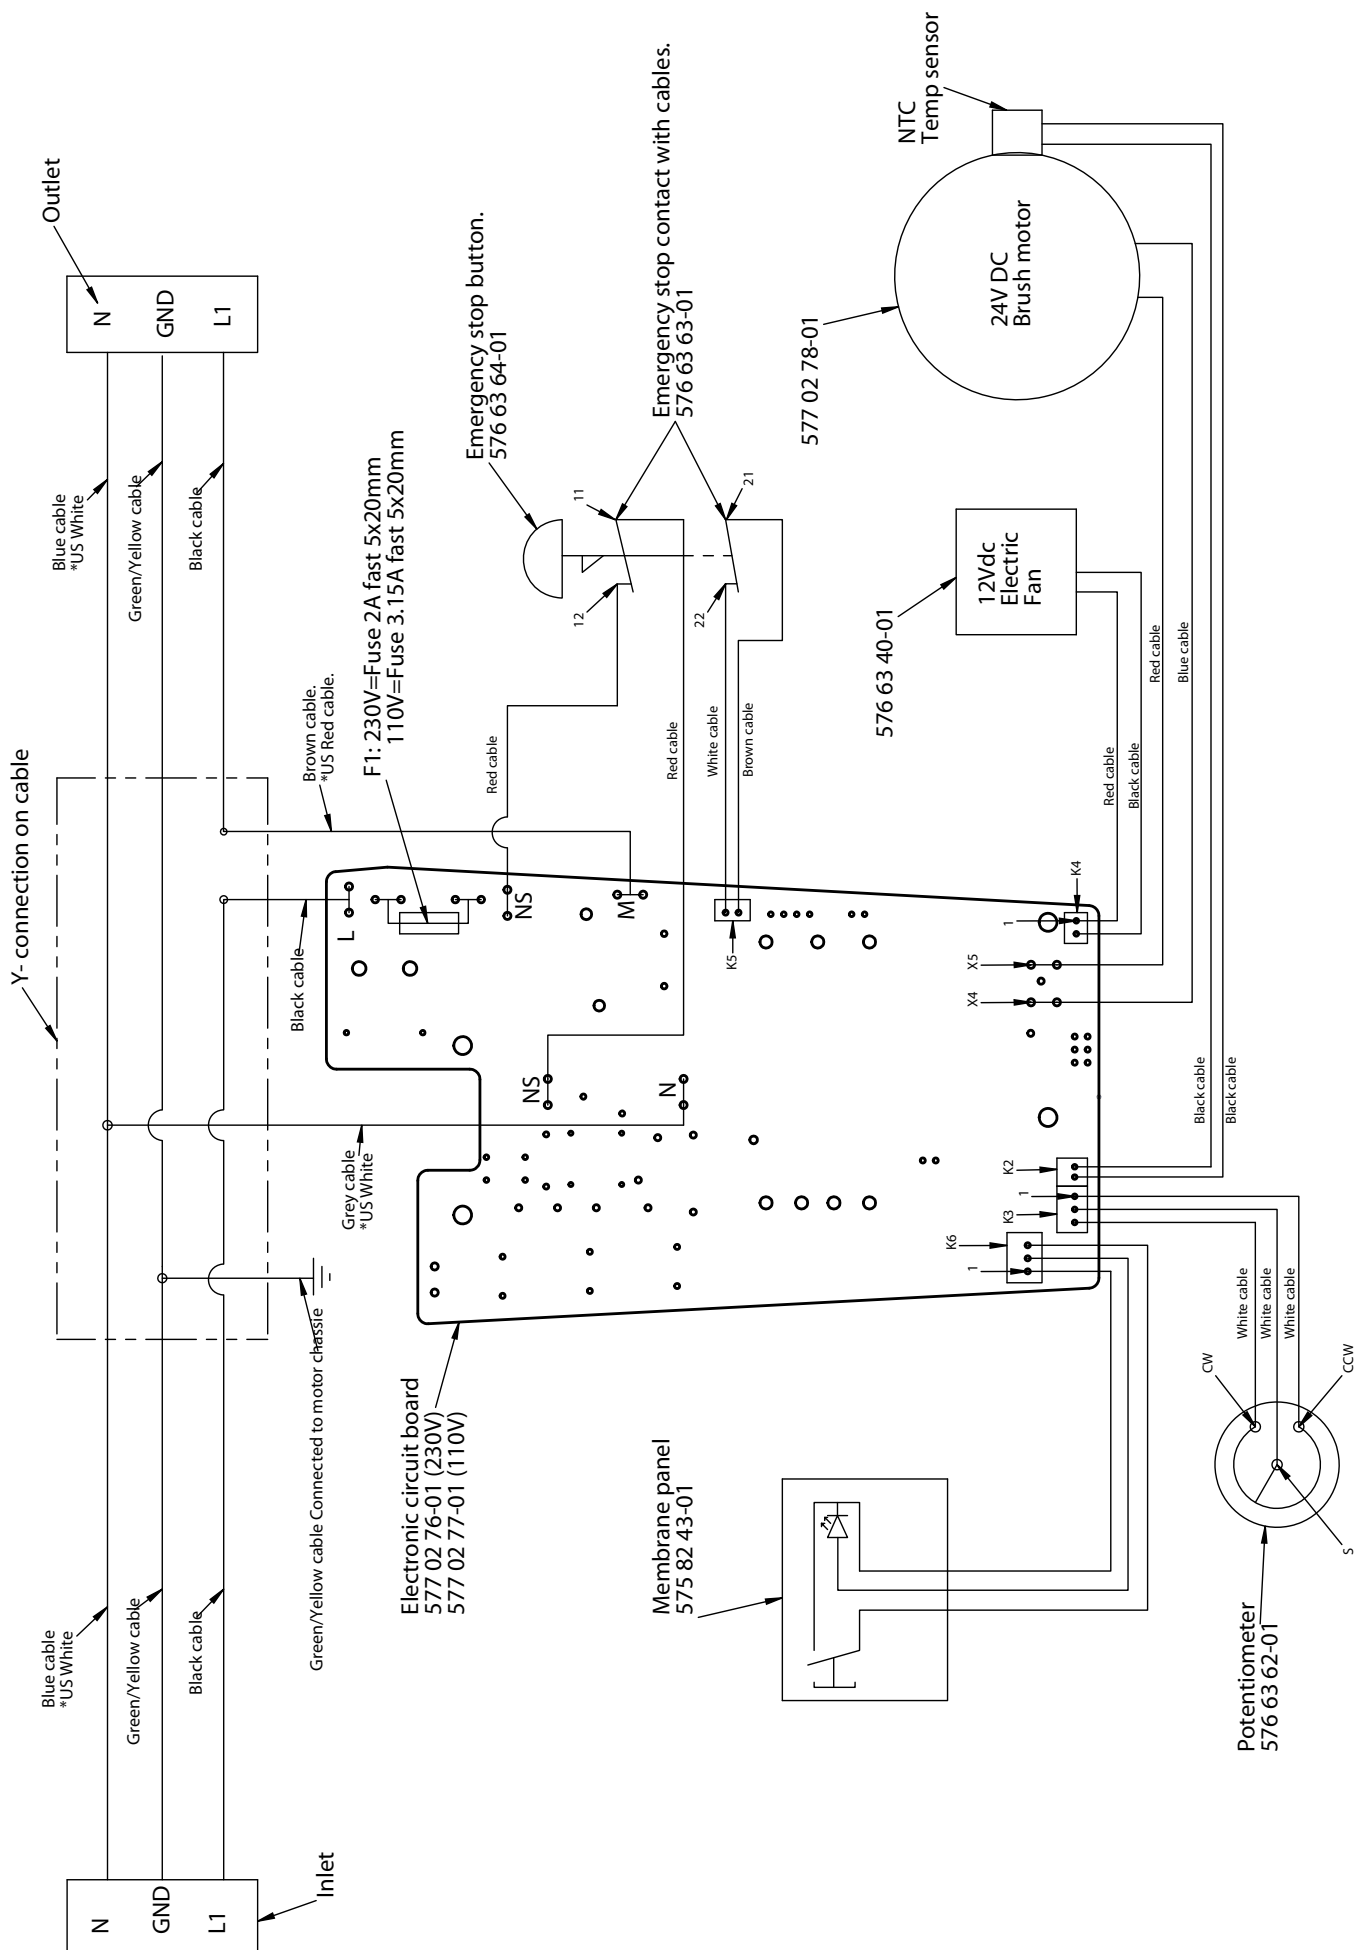 Y- connection on cable
Outlet
N
GND
L1
Blue cable
*US White
Green/Yellow cable
Black cable
Inlet
N
GND
L1
Blue cable
*US White
Green/Yellow cable
Black cable
Green/Yellow cable Connected to motor chassie
Grey cable
*US White
Black cable
Brown cable.
*US Red cable.
F1: 230V=Fuse 2A fast 5x20mm
110V=Fuse 3.15A fast 5x20mm
Emergency stop button.
576 63 64-01
Emergency stop contact with cables.
576 63 63-01
11
12
21
22
Red cable
Red cable
White cable
Brown cable
L
NS
M
NS
N
K5
Electronic circuit board
577 02 76-01 (230V)
577 02 77-01 (110V)
Membrane panel
575 82 43-01
577 02 78-01
24V DC
Brush motor
NTC
Temp sensor
576 63 40-01
12Vdc
Electric
Fan
Red cable
Blue cable
Red cable
Black cable
Black cable
Black cable
K4
1
X5
X4
K2
1
K3
K6
1
White cable
White cable
White cable
CW
CCW
S
Potentiometer
576 63 62-01